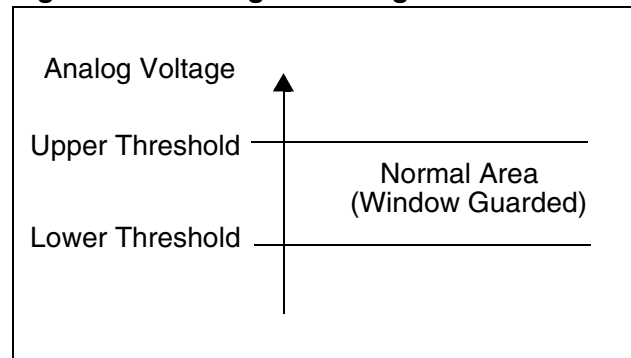 Analog Voltage
Upper Threshold
Normal Area
(Window Guarded)
Lower Threshold